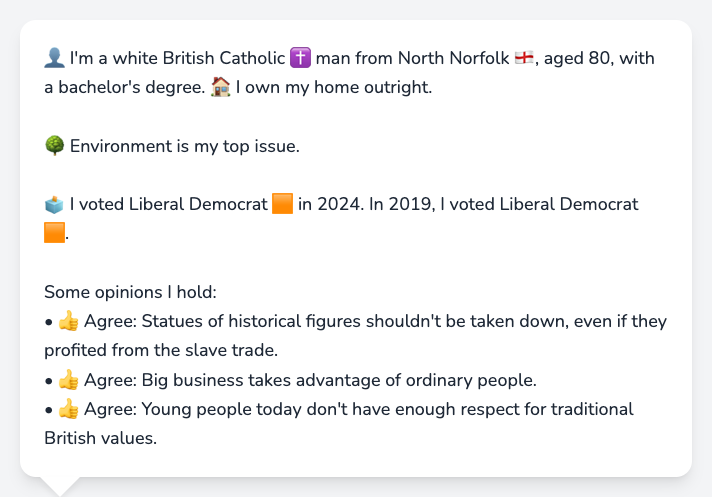 👤 I'm a white British Catholic ✝️ man from North Norfolk 🏴󠁧󠁢󠁥󠁮󠁧󠁿, aged 80, with
a bachelor's degree. 🏠 I own my home outright.
🌳 Environment is my top issue.
🗳️ I voted Liberal Democrat 🟧 in 2024. In 2019, I voted Liberal Democrat
🟧.
Some opinions I hold:
• 👍 Agree: Statues of historical figures shouldn't be taken down, even if they
profited from the slave trade.
• 👍 Agree: Big business takes advantage of ordinary people.
• 👍 Agree: Young people today don't have enough respect for traditional
British values.